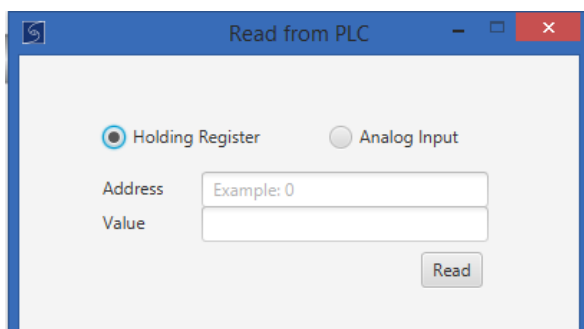 Read from PLC
Holding Register Analog Input
Address Example: 0
Value
Read